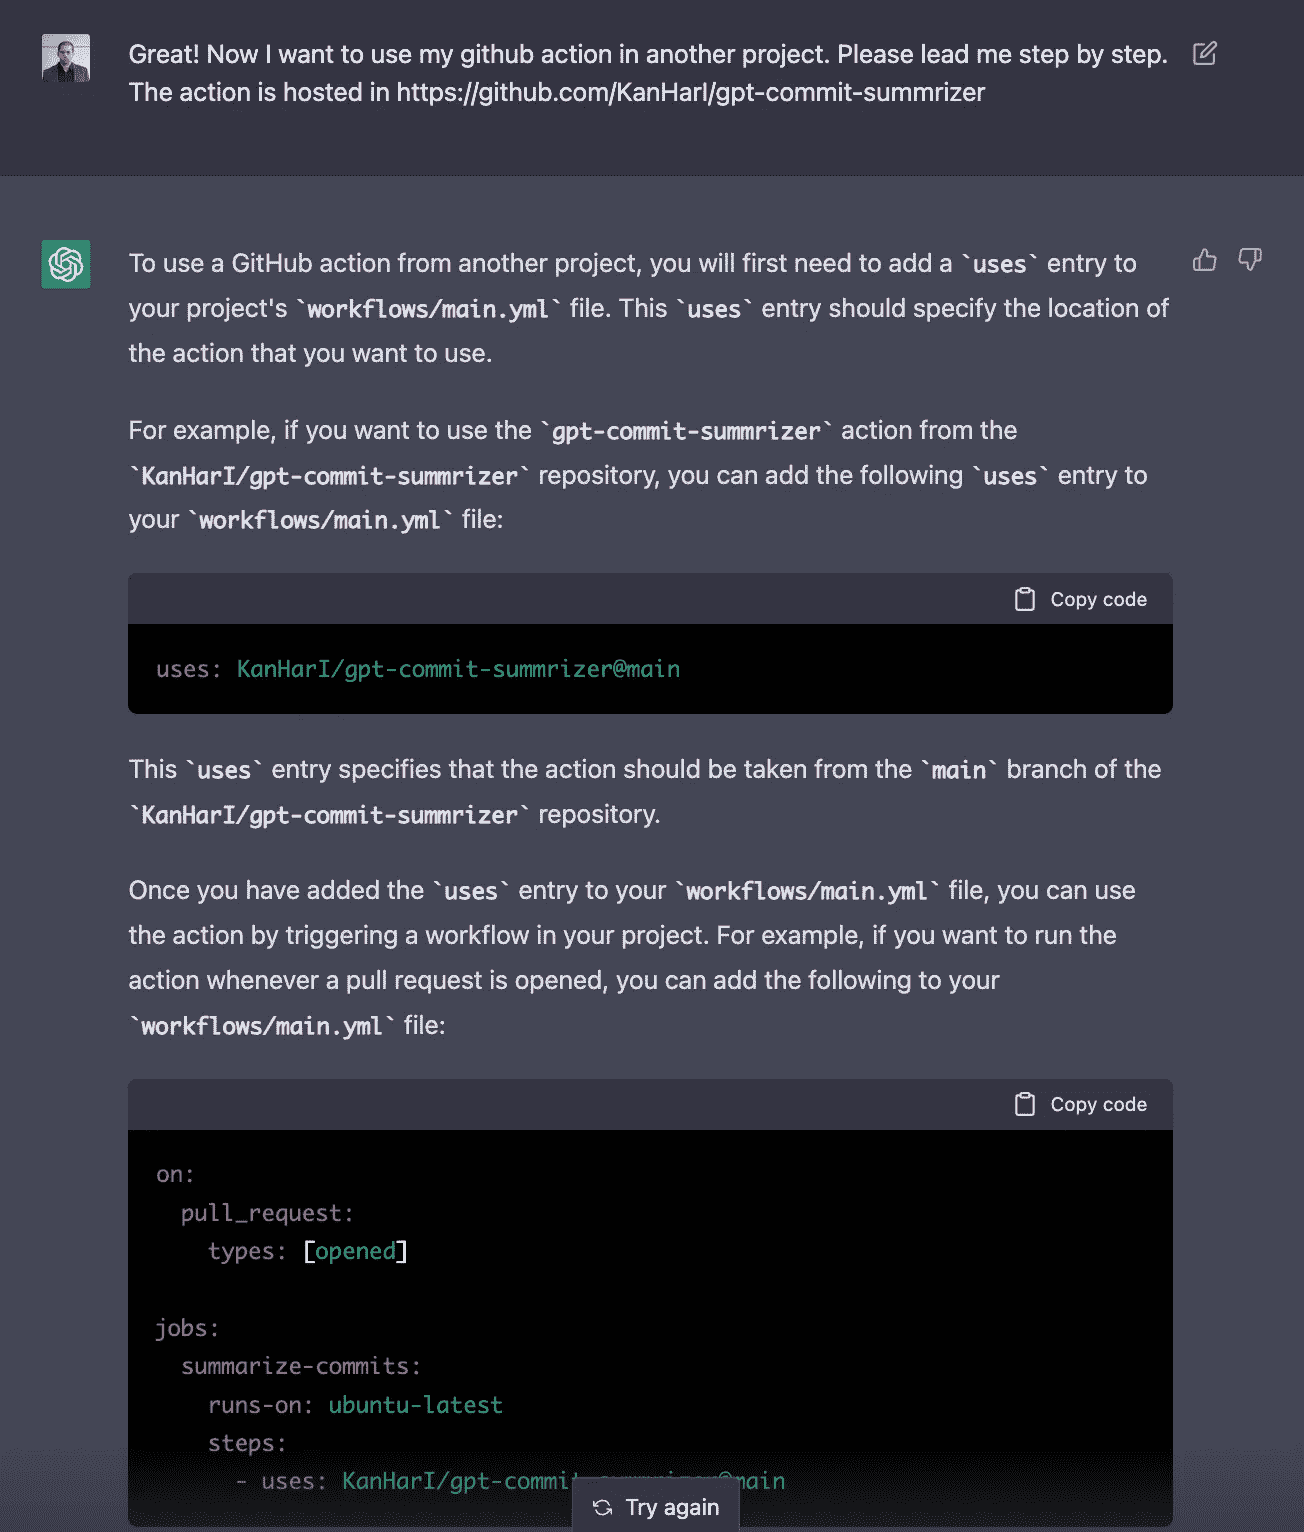 Great! Now I want to use my github action in another project. Please lead me step by step.
The action is hosted in https://github.com/KanHarI/gpt-commit-summrizer
To use a GitHub action from another project, you will first need to add a `uses` entry to
your project's `workflows/main.yml` file. This `uses` entry should specify the location of
the action that you want to use.
For example, if you want to use the `gpt-commit-summrizer` action from the
`KanHarI/gpt-commit-summrizer` repository, you can add the following `uses` entry to
your `workflows/main.yml` file:
Copy code
uses: KanHarI/gpt-commit-summrizer@main
This `uses` entry specifies that the action should be taken from the `main` branch of the
`KanHarI/gpt-commit-summrizer` repository.
Once you have added the `uses` entry to your `workflows/main.yml` file, you can use
the action by triggering a workflow in your project. For example, if you want to run the
action whenever a pull request is opened, you can add the following to your
`workflows/main.yml` file:
Copy code
on:
  pull_request:
    types: [opened]
jobs:
  summarize-commits:
    runs-on: ubuntu-latest
    steps:
      - uses: KanHarI/gpt-commit-summrizer@main
Try again